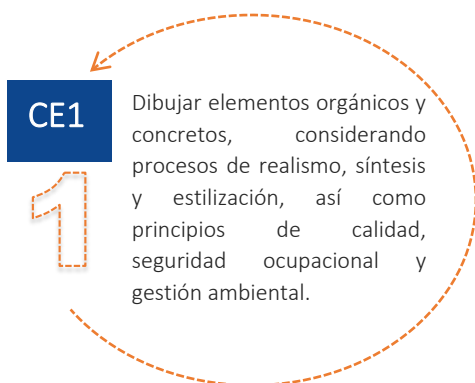 CE1
1
Dibujar elementos orgánicos y
concretos, considerando
procesos de realismo, síntesis
y estilización, así como
principios de calidad,
seguridad ocupacional y
gestión ambiental.